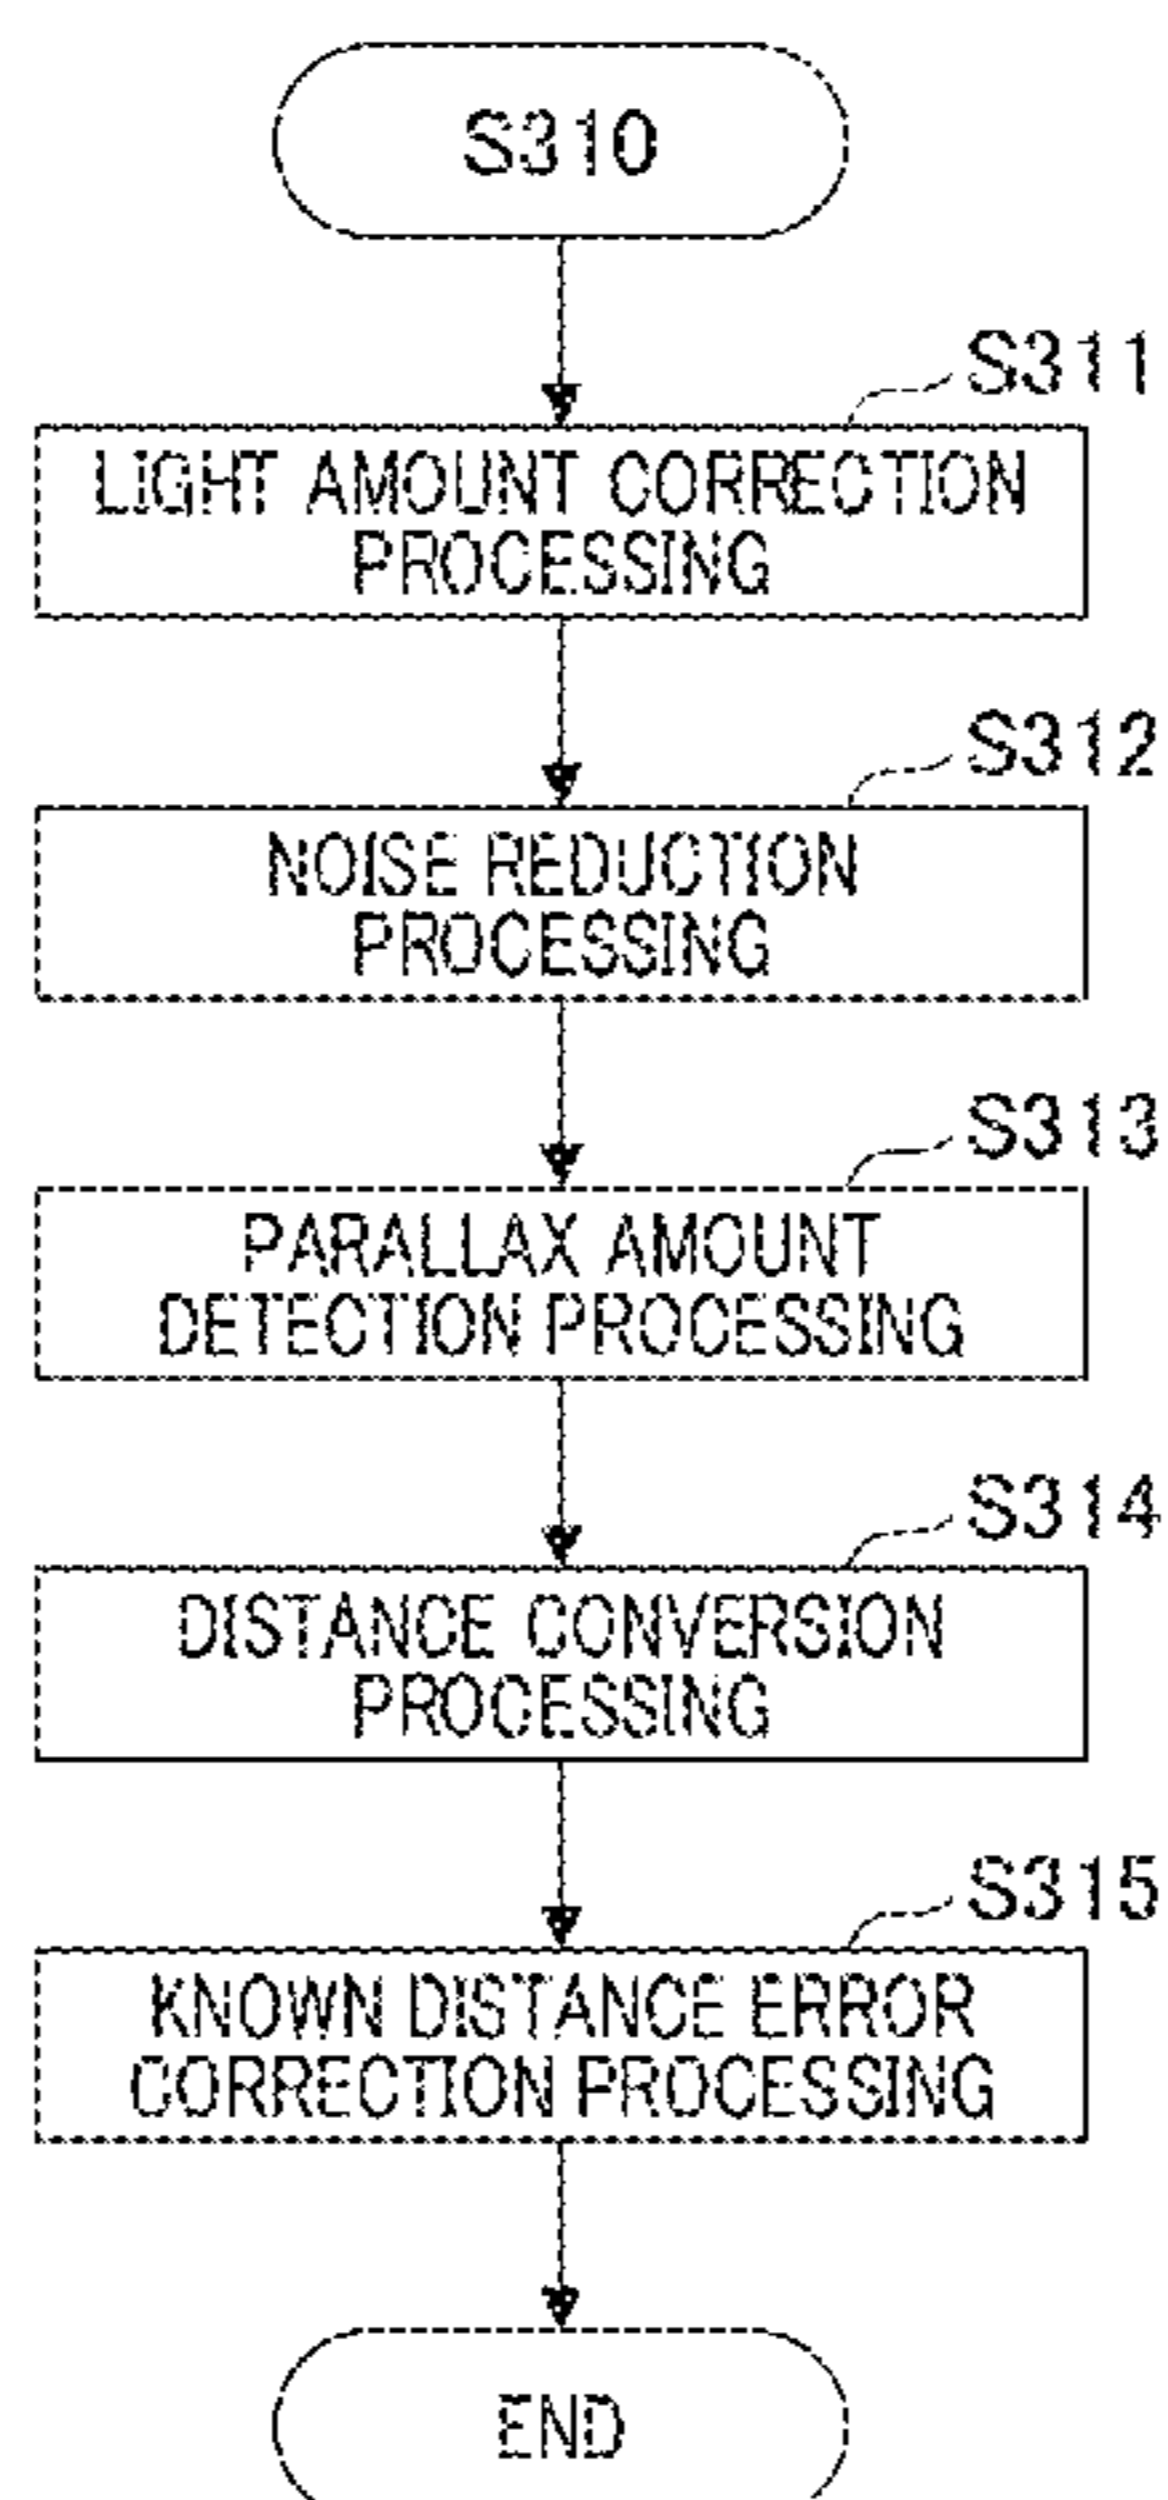 S310
S311
LIGHT AMOUNT CORRECTION
PROCESSING
S312
NOISE REDUCTION
PROCESSING
S313
PARALLAX AMOUNT
DETECTION PROCESSING
S314
DISTANCE CONVERSION
PROCESSING
S315
KNOWN DISTANCE ERROR
CORRECTION PROCESSING
END